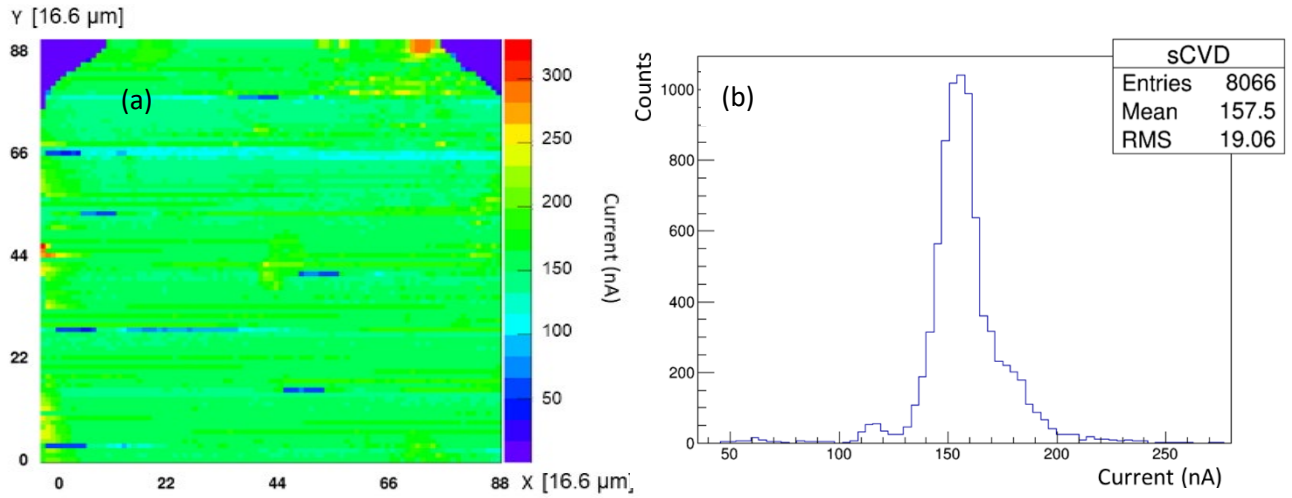 Y [16.6 μm]
88
66
44
22
0
(a)
0 22 44 66 88 X [16.6 μm]
300
250
200
150
100
50
Current (nA)
Counts
(b)
sCVD
Entries 8066
Mean 157.5
RMS 19.06
1000
800
600
400
200
0
50 100 150 200 250
Current (nA)